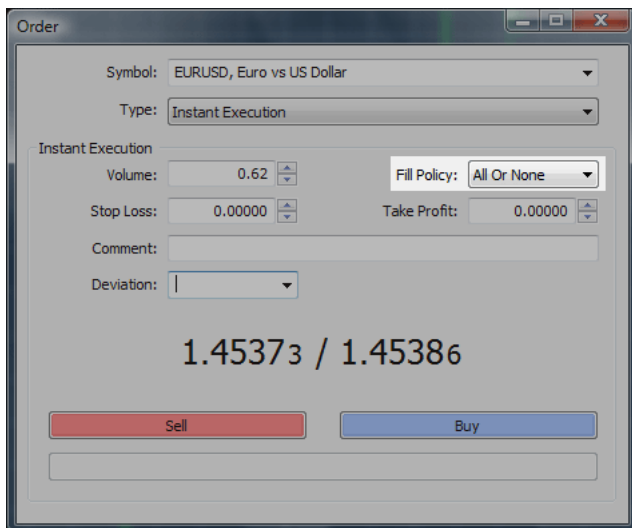 Order
Symbol: EURUSD, Euro vs US Dollar
Type: Instant Execution
Instant Execution
Volume: 0.62 Fill Policy: All Or None
Stop Loss: 0.00000 Take Profit: 0.00000
Comment:
Deviation:
1.45373 / 1.45386
Sell Buy